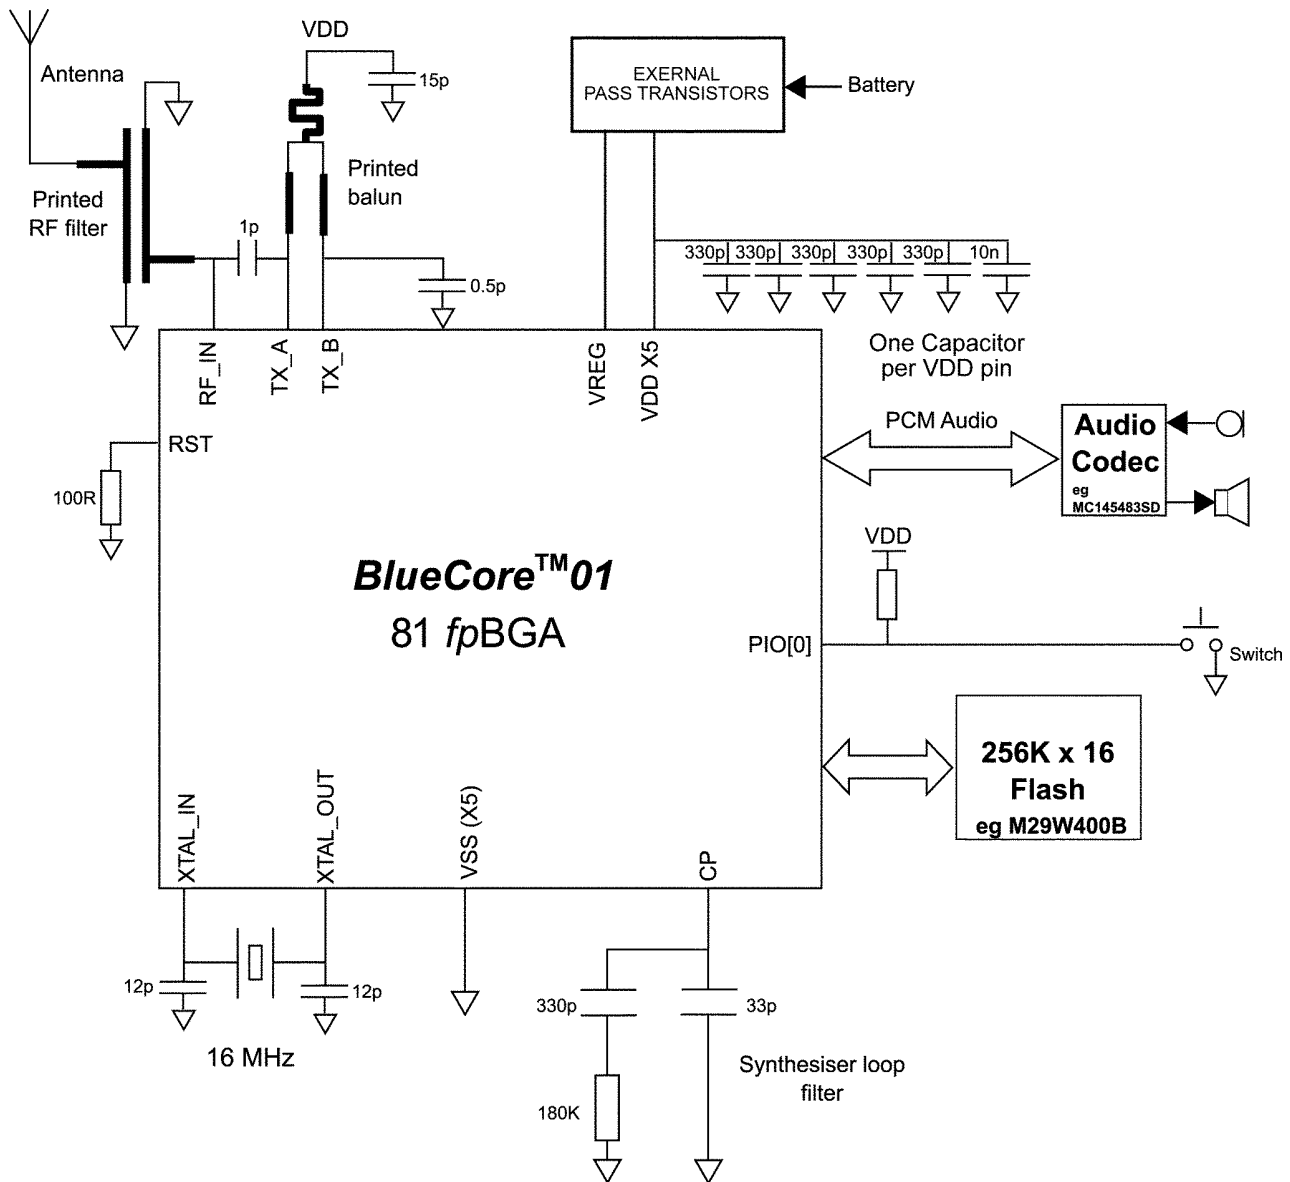 VDD
Antenna
15p
EXERNAL
PASS TRANSISTORS
Battery
Printed
balun
Printed
RF filter
1p
0.5p
330p
330p
330p
330p
330p
10n
One Capacitor
per VDD pin
RF_IN
TX_A
TX_B
VREG
VDD X5
RST
100R
PCM Audio
Audio
Codec
eg
MC145483SD
BlueCore™01
81 fpBGA
VDD
PIO[0]
Switch
256K x 16
Flash
eg M29W400B
XTAL_IN
XTAL_OUT
VSS (X5)
CP
12p
12p
16 MHz
330p
33p
Synthesiser loop
filter
180K